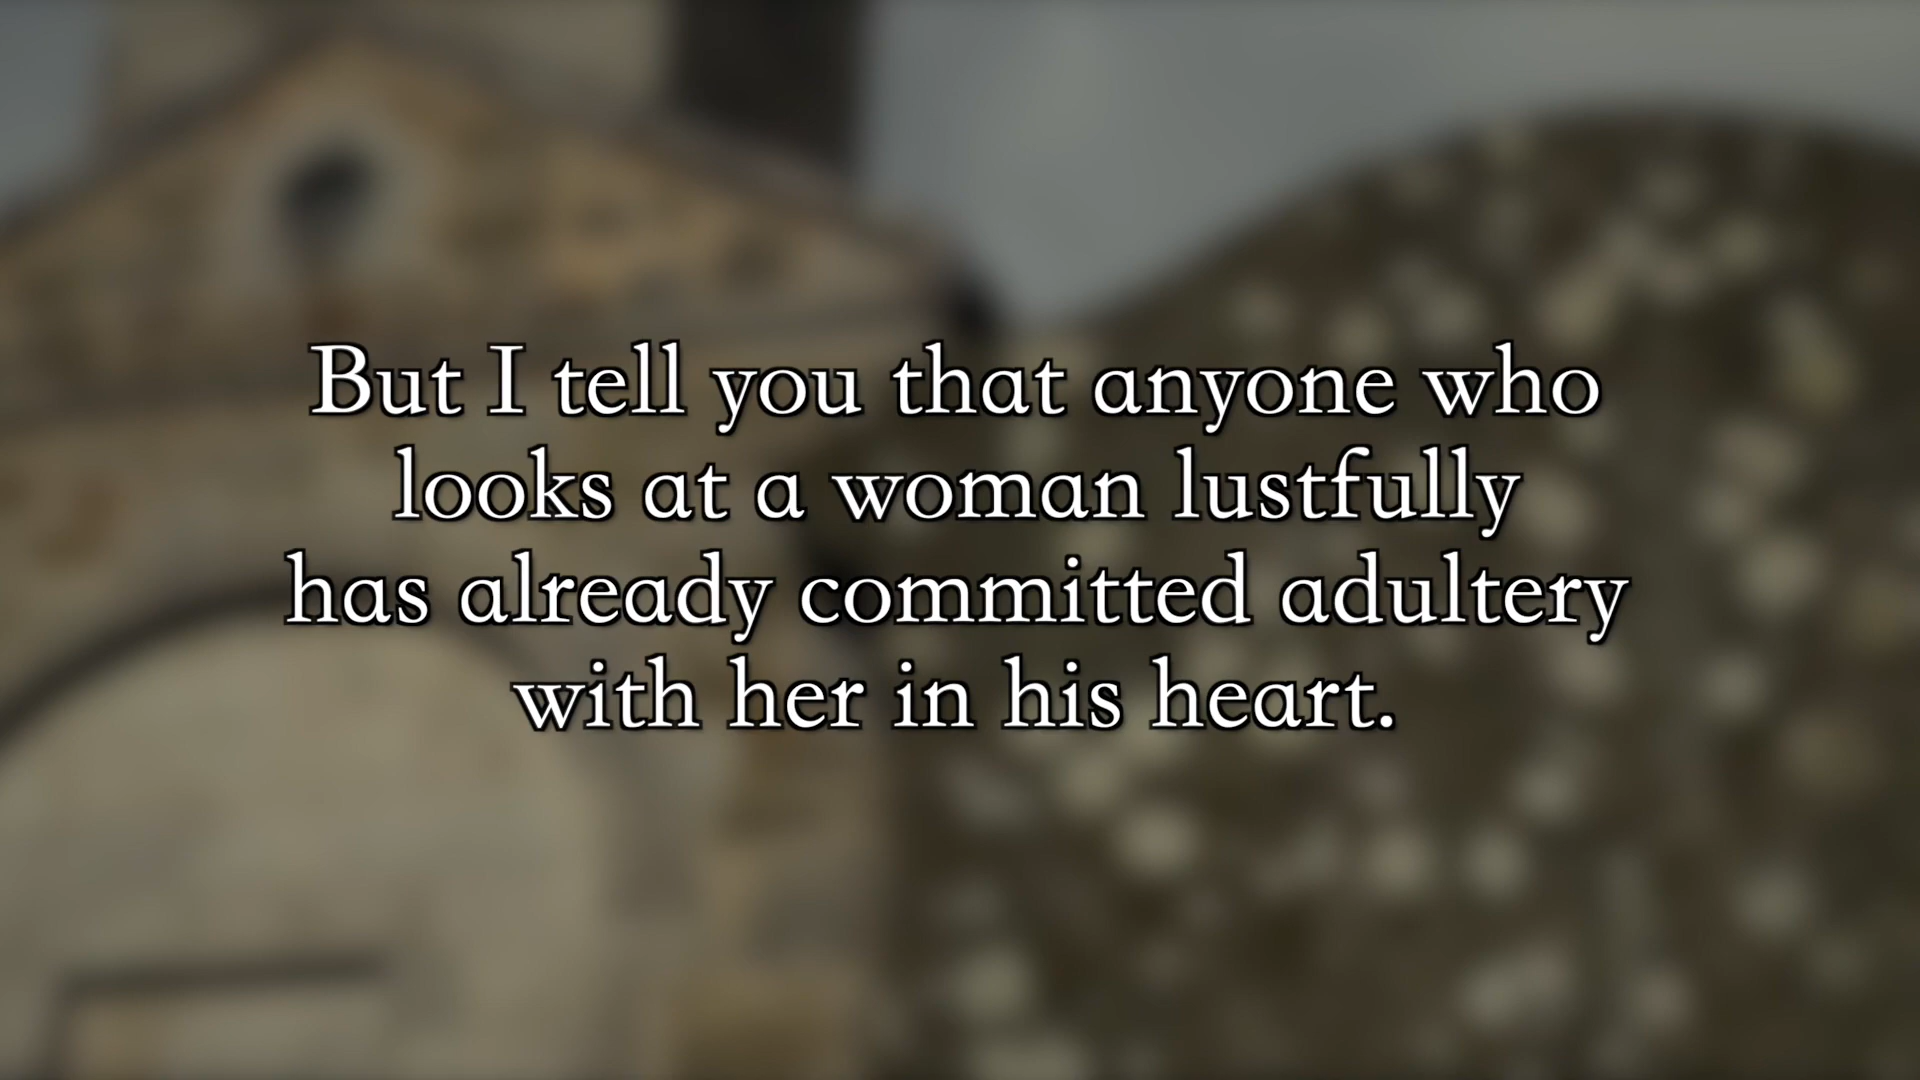 But I tell you that anyone who
looks at a woman lustfully
has already committed adultery
with her in his heart.